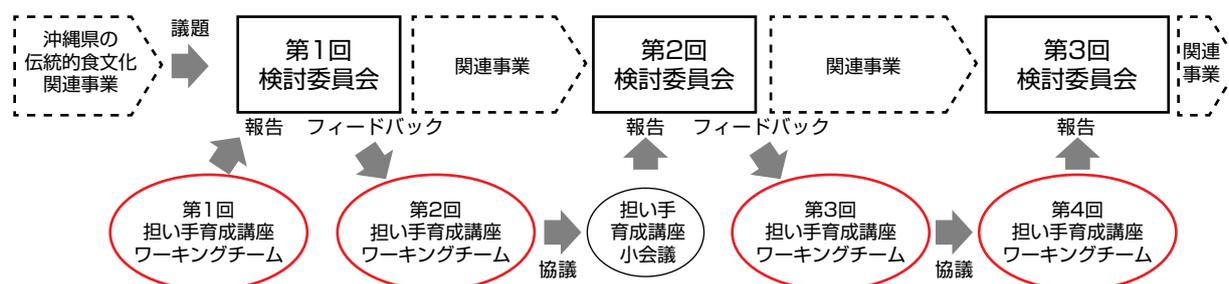 沖縄県の
伝統的食文化
関連事業
議題
第1回
検討委員会
関連事業
第2回
検討委員会
関連事業
第3回
検討委員会
関連
事業
報告
フィードバック
報告
フィードバック
報告
第1回
担い手育成講座
ワーキングチーム
第2回
担い手育成講座
ワーキングチーム
協議
担い手
育成講座
小会議
第3回
担い手育成講座
ワーキングチーム
協議
第4回
担い手育成講座
ワーキングチーム